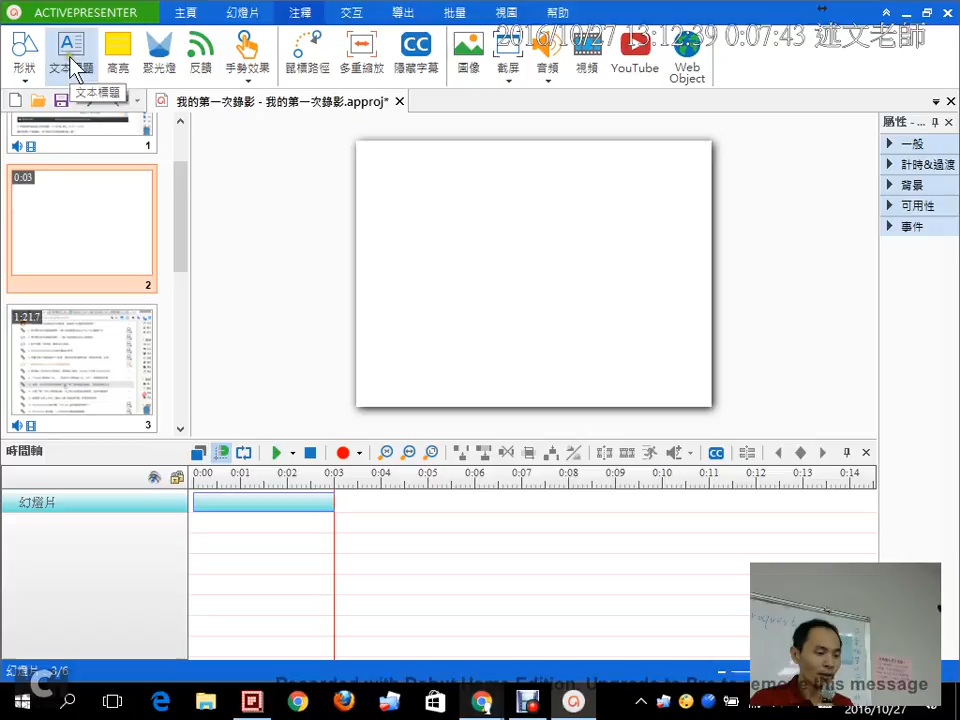 ACTIVEPRESENTER 主頁 幻燈片 注釋 交互 導出 批量 視圖 幫助
2016/10/27 13:12:39 0:07:43 述文老師
形狀 文本標題 高亮 聚光燈 反饋 手勢效果 鼠標路徑 多重縮放 隱藏字幕 圖像 截屏 音頻 視頻 YouTube Web Object
文本標題
我的第一次錄影 - 我的第一次錄影.approj*
屬性 - ...
1
一般
計時&過渡
背景
可用性
事件
0:03
2
1:21.7
3
時間軸
CC
0:00 0:01 0:02 0:03 0:04 0:05 0:06 0:07 0:08 0:09 0:10 0:11 0:12 0:13 0:14
幻燈片
幻燈片 3/6
Recorded with Debut Home Edition. Upgrade to
remove this message
2016/10/27